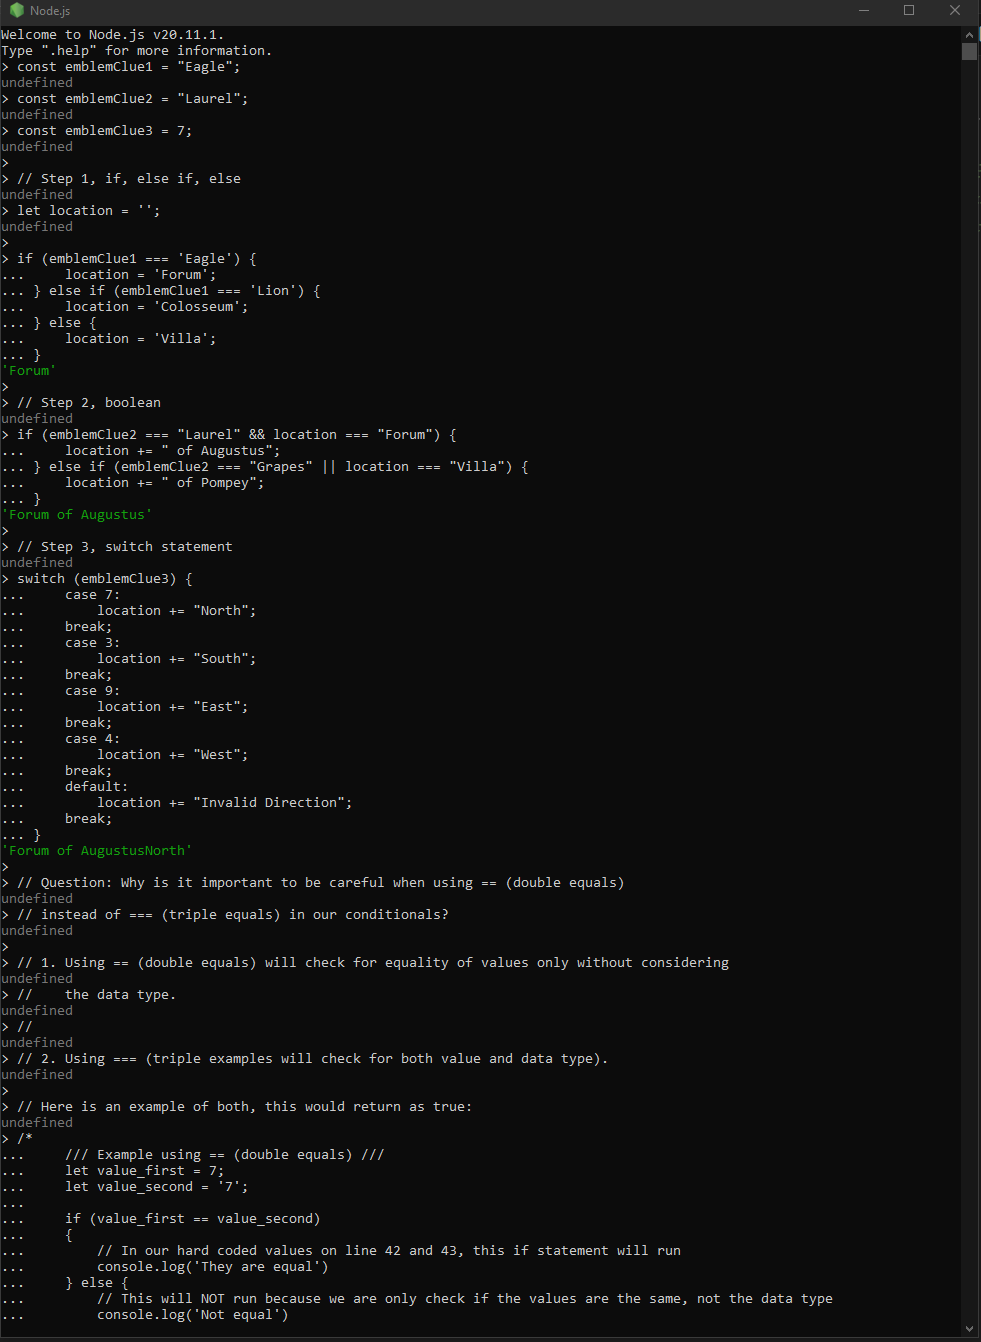 Node.js
Welcome to Node.js v20.11.1.
Type ".help" for more information.
> const emblemClue1 = "Eagle";
undefined
> const emblemClue2 = "Laurel";
undefined
> const emblemClue3 = 7;
undefined
>
> // Step 1, if, else if, else
undefined
> let location = '';
undefined
>
> if (emblemClue1 === 'Eagle') {
...     location = 'Forum';
... } else if (emblemClue1 === 'Lion') {
...     location = 'Colosseum';
... } else {
...     location = 'Villa';
... }
'Forum'
>
> // Step 2, boolean
undefined
> if (emblemClue2 === "Laurel" && location === "Forum") {
...     location += " of Augustus";
... } else if (emblemClue2 === "Grapes" || location === "Villa") {
...     location += " of Pompey";
... }
'Forum of Augustus'
>
> // Step 3, switch statement
undefined
> switch (emblemClue3) {
...     case 7:
...         location += "North";
...     break;
...     case 3:
...         location += "South";
...     break;
...     case 9:
...         location += "East";
...     break;
...     case 4:
...         location += "West";
...     break;
...     default:
...         location += "Invalid Direction";
...     break;
... }
'Forum of AugustusNorth'
>
> // Question: Why is it important to be careful when using == (double equals)
undefined
> // instead of === (triple equals) in our conditionals?
undefined
>
> // 1. Using == (double equals) will check for equality of values only without considering
undefined
> //    the data type.
undefined
> //
undefined
> // 2. Using === (triple examples will check for both value and data type).
undefined
>
> // Here is an example of both, this would return as true:
undefined
> /*
...     /// Example using == (double equals) ///
...     let value_first = 7;
...     let value_second = '7';
...
...     if (value_first == value_second)
...     {
...         // In our hard coded values on line 42 and 43, this if statement will run
...         console.log('They are equal')
...     } else {
...         // This will NOT run because we are only check if the values are the same, not the data type
...         console.log('Not equal')